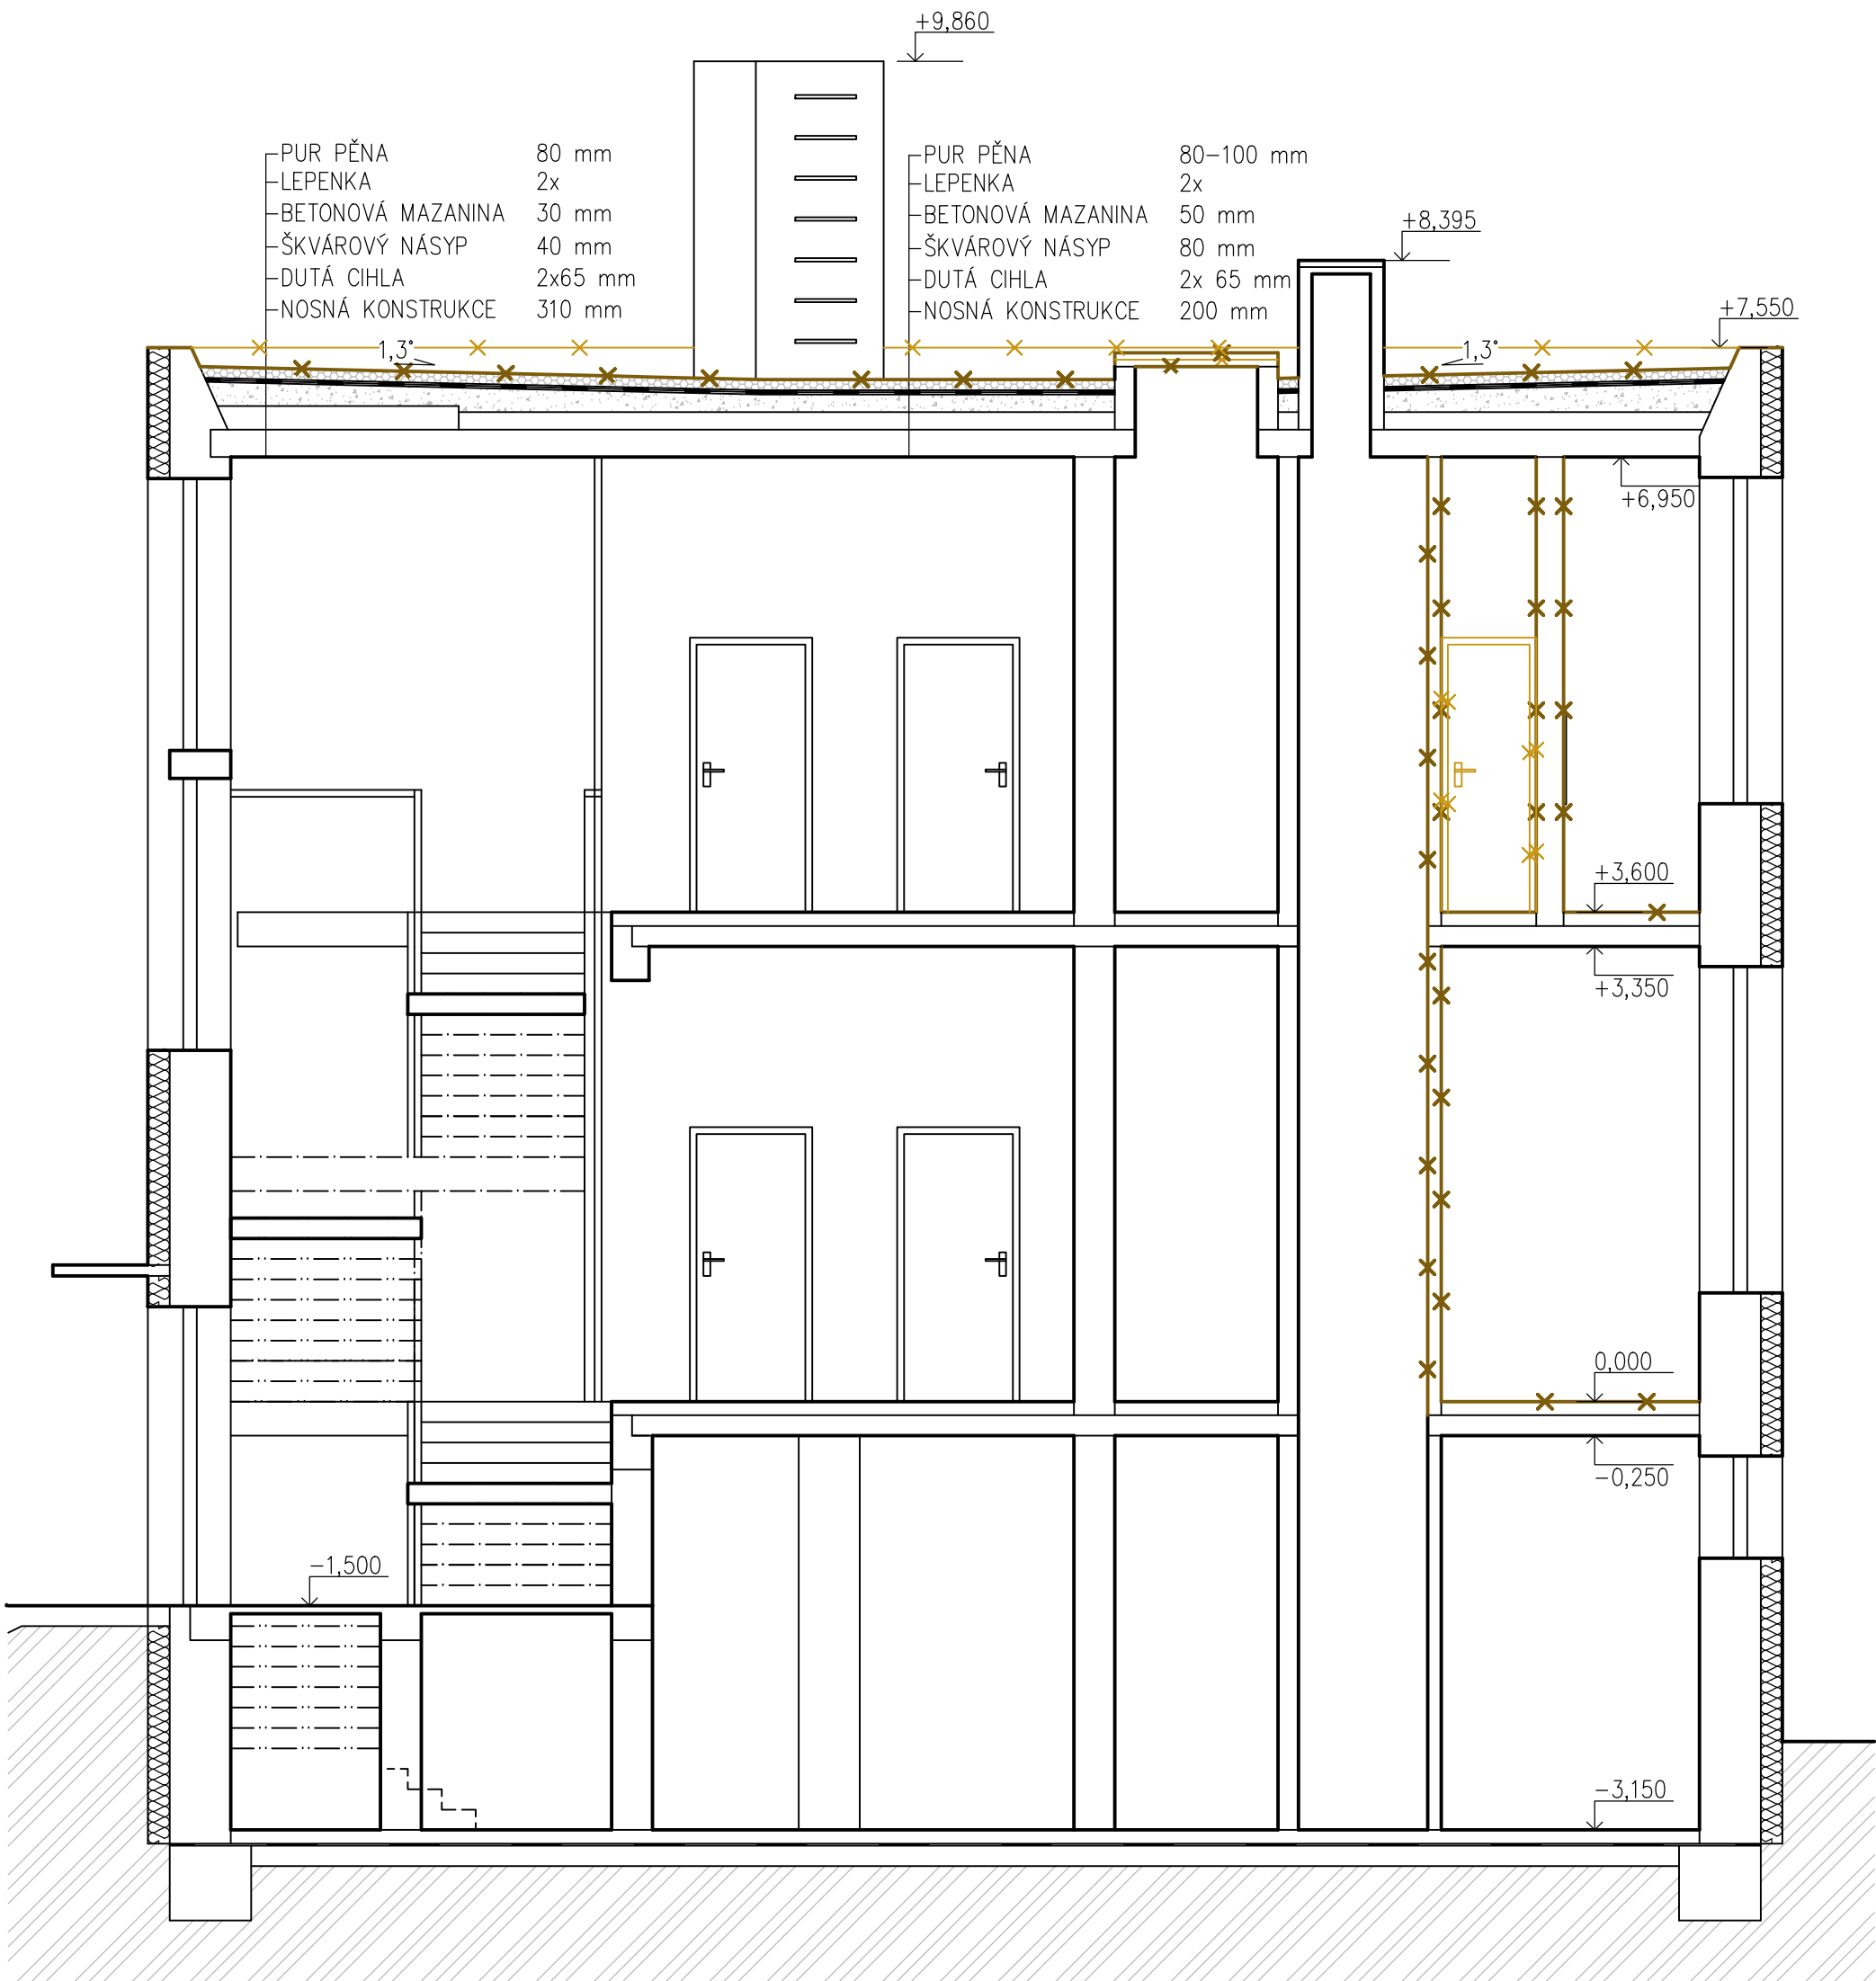 +9,860
PUR PĚNA 80 mm
LEPENKA 2x
BETONOVÁ MAZANINA 30 mm
ŠKVÁROVÝ NÁSYP 40 mm
DUTÁ CIHLA 2x65 mm
NOSNÁ KONSTRUKCE 310 mm
PUR PĚNA 80-100 mm
LEPENKA 2x
BETONOVÁ MAZANINA 50 mm
ŠKVÁROVÝ NÁSYP 80 mm
DUTÁ CIHLA 2x 65 mm
NOSNÁ KONSTRUKCE 200 mm
+8,395
+7,550
1,3°
1,3°
+6,950
+3,600
+3,350
0,000
-0,250
-1,500
-3,150